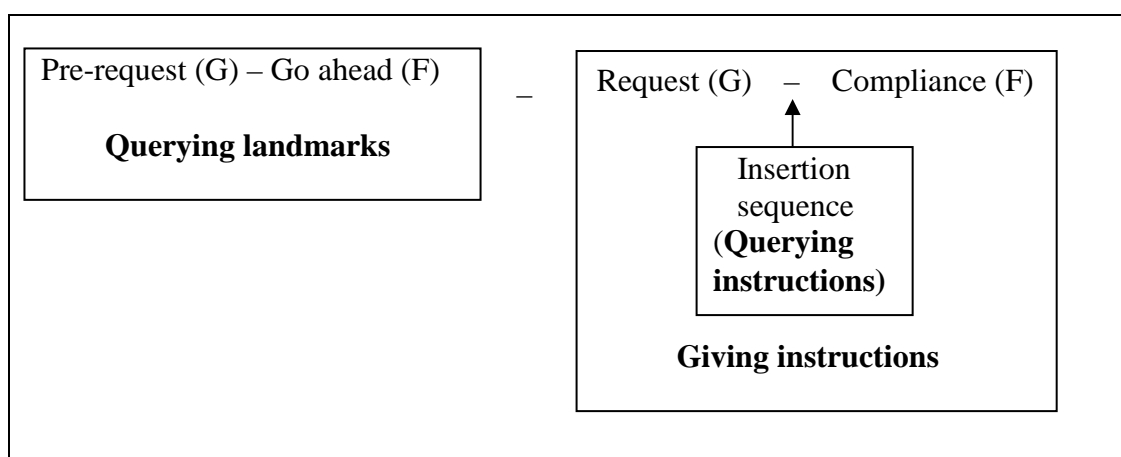 Pre-request (G) – Go ahead (F)
Querying landmarks
–
Request (G) – Compliance (F)
Insertion
sequence
(Querying
instructions)
Giving instructions